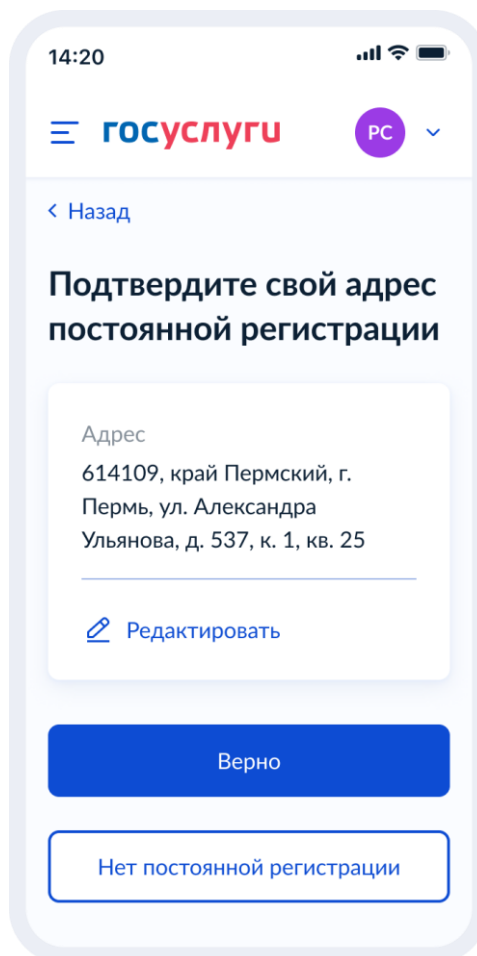 14:20
госуслуги
РС
Назад
Подтвердите свой адрес
постоянной регистрации
Адрес
614109, край Пермский, г.
Пермь, ул. Александра
Ульянова, д. 537, к. 1, кв. 25
Редактировать
Верно
Нет постоянной регистрации